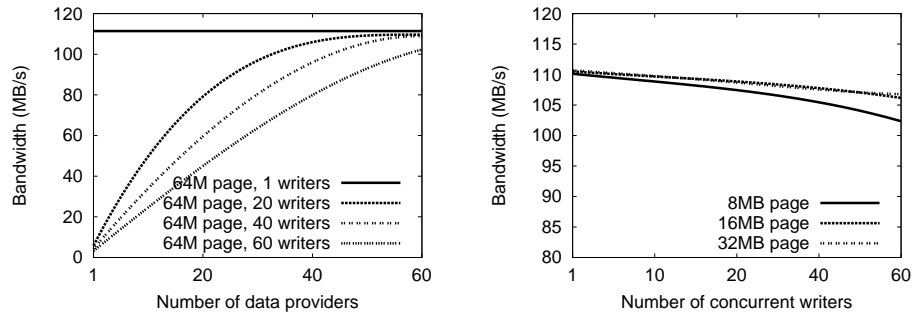 120
100
80
60
40
20
0
Bandwidth (MB/s)
64M page, 1 writers
64M page, 20 writers
64M page, 40 writers
64M page, 60 writers
1 20 40 60
Number of data providers
120
115
110
105
100
95
90
85
80
Bandwidth (MB/s)
8MB page
16MB page
32MB page
1 10 20 40 60
Number of concurrent writers